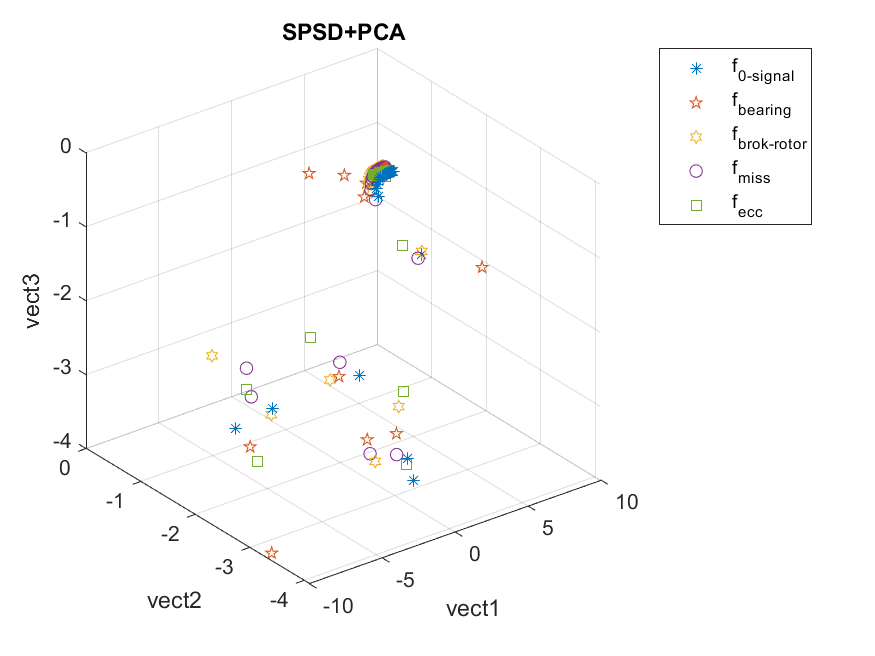 SPSD+PCA
f0-signal
fbearing
fbrok-rotor
fmiss
fecc
0
-1
-2
-3
-4
vect3
0
-1
-2
-3
-4
vect2
-10
-5
0
5
10
vect1